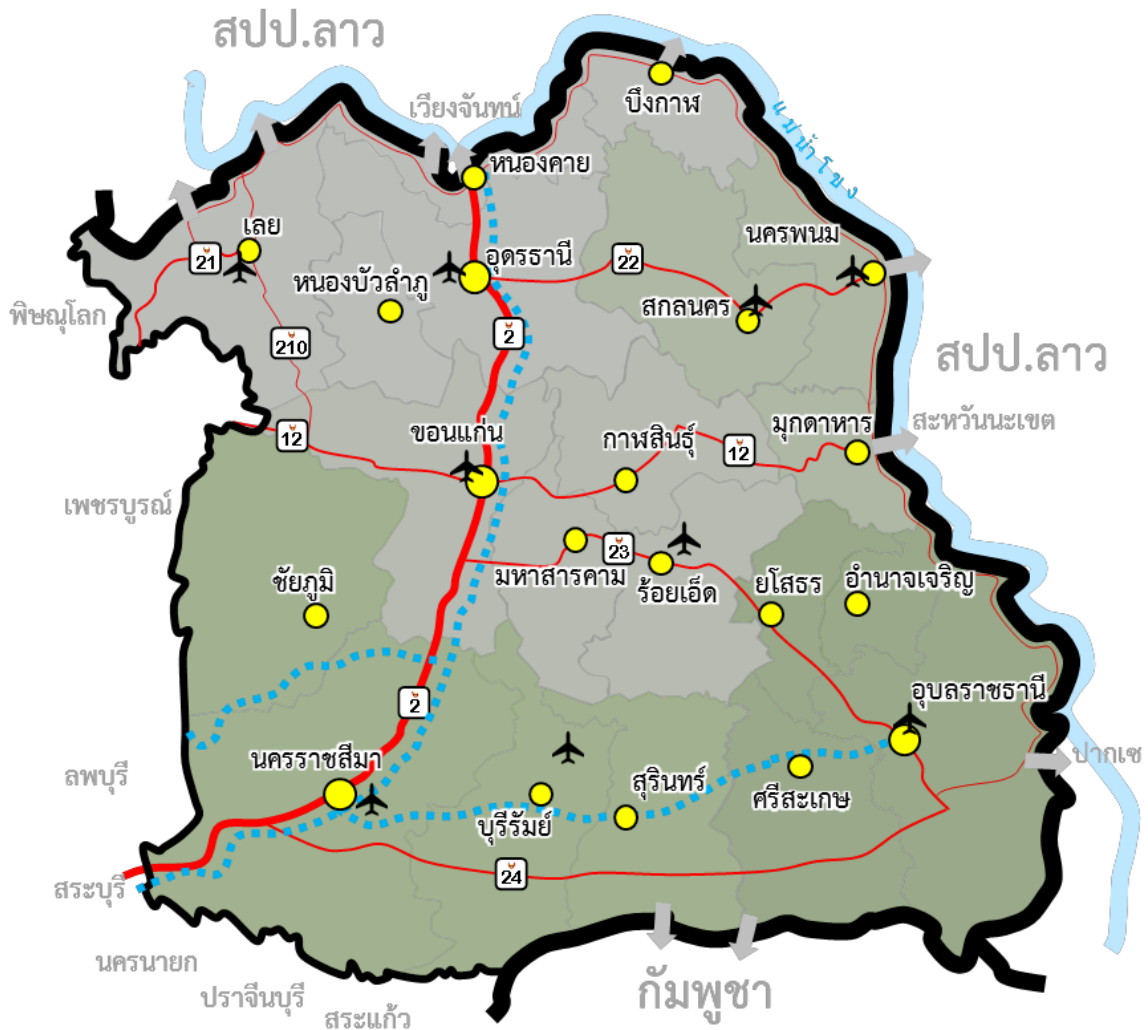 สปป.ลาว
บึงกาฬ
เวียงจันทน์
แม่น้ำโขง
หนองคาย
เลย
นครพนม
อุดรธานี
21
22
หนองบัวลำภู
สกลนคร
พิษณุโลก
2
210
สปป.ลาว
สะหวันนะเขต
มุกดาหาร
ขอนแก่น
กาฬสินธุ์
12
12
เพชรบูรณ์
23
มหาสารคาม
ร้อยเอ็ด
ยโสธร
อำนาจเจริญ
ชัยภูมิ
2
อุบลราชธานี
นครราชสีมา
ปากเซ
ลพบุรี
สุรินทร์
ศรีสะเกษ
บุรีรัมย์
24
สระบุรี
นครนายก
ปราจีนบุรี
สระแก้ว
กัมพูชา